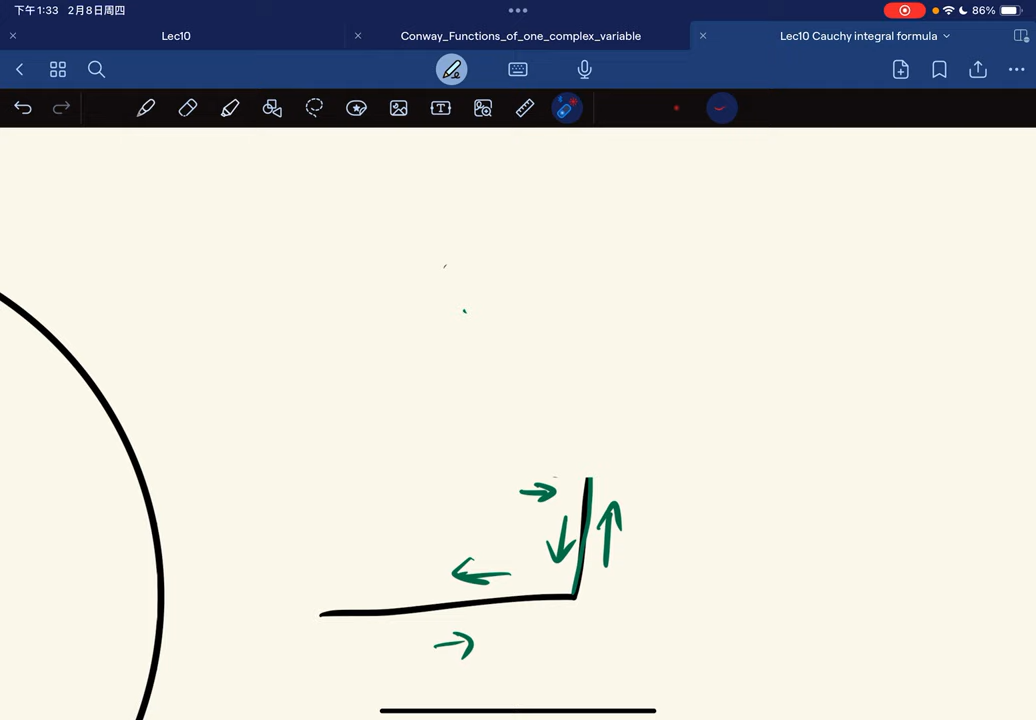 下午1:33 2月8日周四 86%
Lec10 Conway_Functions_of_one_complex_variable Lec10 Cauchy integral formula